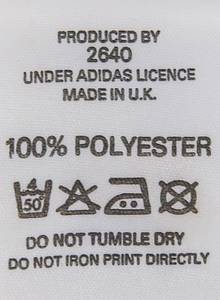 PRODUCED BY
2640
UNDER ADIDAS LICENCE
MADE IN U.K.
100% POLYESTER
4
50°
DO NOT TUMBLE DRY
DO NOT IRON PRINT DIRECTLY